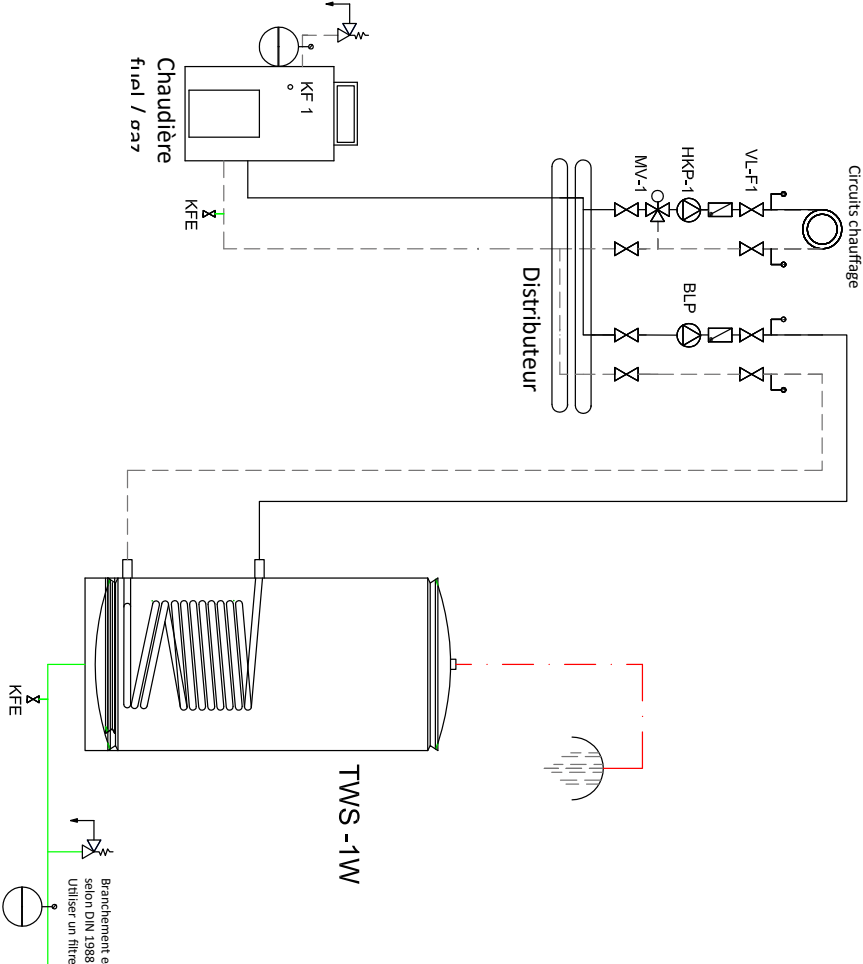 Circuits chauffage
VL-F1
HKP-1
MV-1
BLP
KF 1
Chaudière
fuel / gaz
KFE
Distributeur
TWS -1W
KFE
Branchement e
selon DIN 1988
Utiliser un filtre